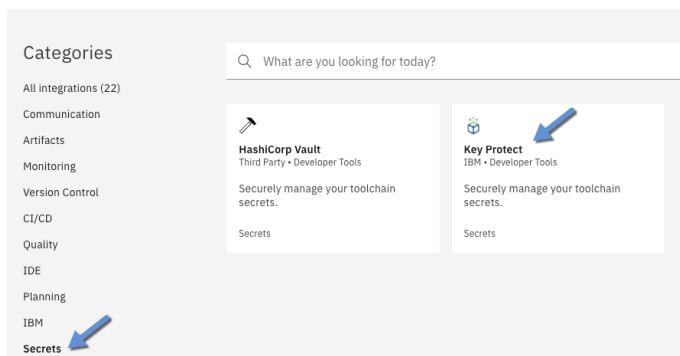 Categories
All integrations (22)
Communication
Artifacts
Monitoring
Version Control
CI/CD
Quality
IDE
Planning
IBM
Secrets
What are you looking for today?
HashiCorp Vault
Third Party • Developer Tools
Securely manage your toolchain
secrets.
Secrets
Key Protect
IBM • Developer Tools
Securely manage your toolchain
secrets.
Secrets